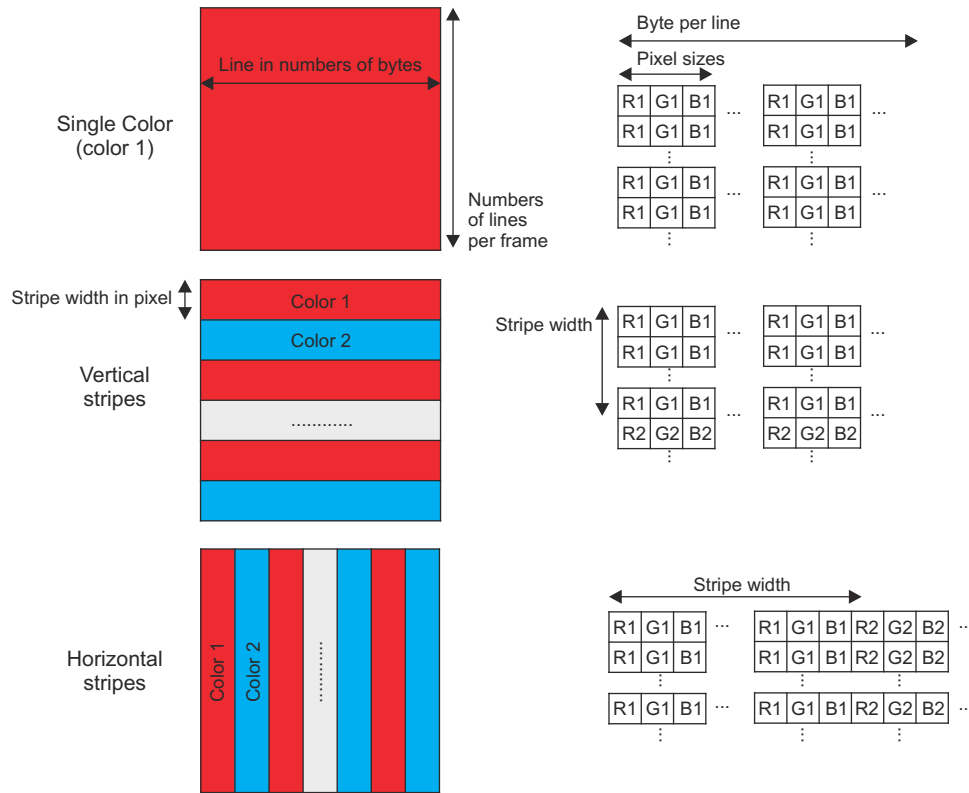 Line in numbers of bytes
Single Color
(color 1)
Numbers
of lines
per frame
Byte per line
Pixel sizes
R1 G1 B1 ... R1 G1 B1 ...
R1 G1 B1 R1 G1 B1
⋮ ⋮
R1 G1 B1 ... R1 G1 B1 ...
R1 G1 B1 R1 G1 B1
⋮ ⋮
Stripe width in pixel
Color 1
Color 2
Vertical
stripes
............
Stripe width
R1 G1 B1 ... R1 G1 B1 ...
R1 G1 B1 R1 G1 B1
⋮ ⋮
R1 G1 B1 ... R1 G1 B1 ...
R2 G2 B2 R2 G2 B2
⋮ ⋮
Horizontal
stripes
Color 1
Color 2
............
Stripe width
R1 G1 B1 ... R1 G1 B1 R2 G2 B2 ...
R1 G1 B1 R1 G1 B1 R2 G2 B2
⋮ ⋮ ⋮
R1 G1 B1 ... R1 G1 B1 R2 G2 B2 ...
⋮ ⋮ ⋮